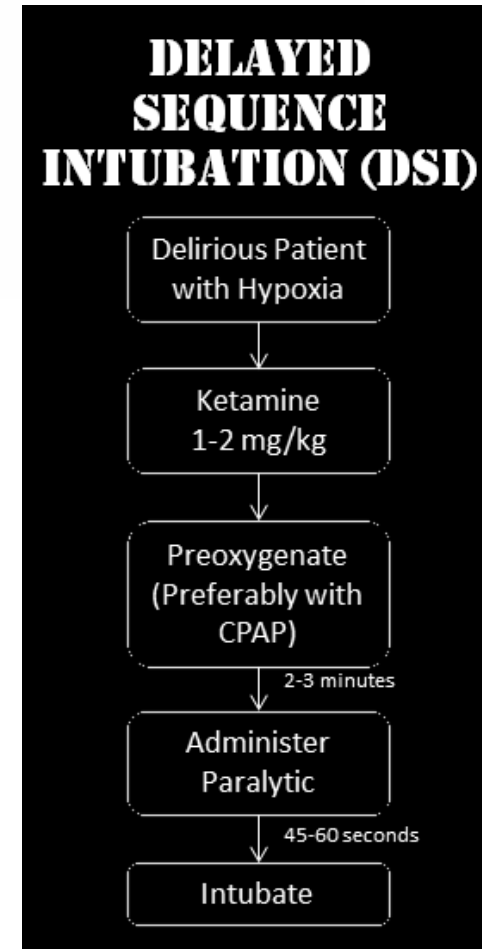 DELAYED
SEQUENCE
INTUBATION (DSI)
Delirious Patient
with Hypoxia
Ketamine
1-2 mg/kg
Preoxygenate
(Preferably with
CPAP)
2-3 minutes
Administer
Paralytic
45-60 seconds
Intubate